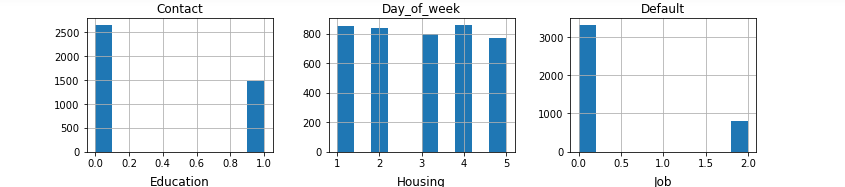 Contact
Day_of_week
Default
2500
2000
1500
1000
500
0
0.0 0.2 0.4 0.6 0.8 1.0
800
600
400
200
0
1 2 3 4 5
3000
2000
1000
0
0.0 0.5 1.0 1.5 2.0
Education
Housing
Job